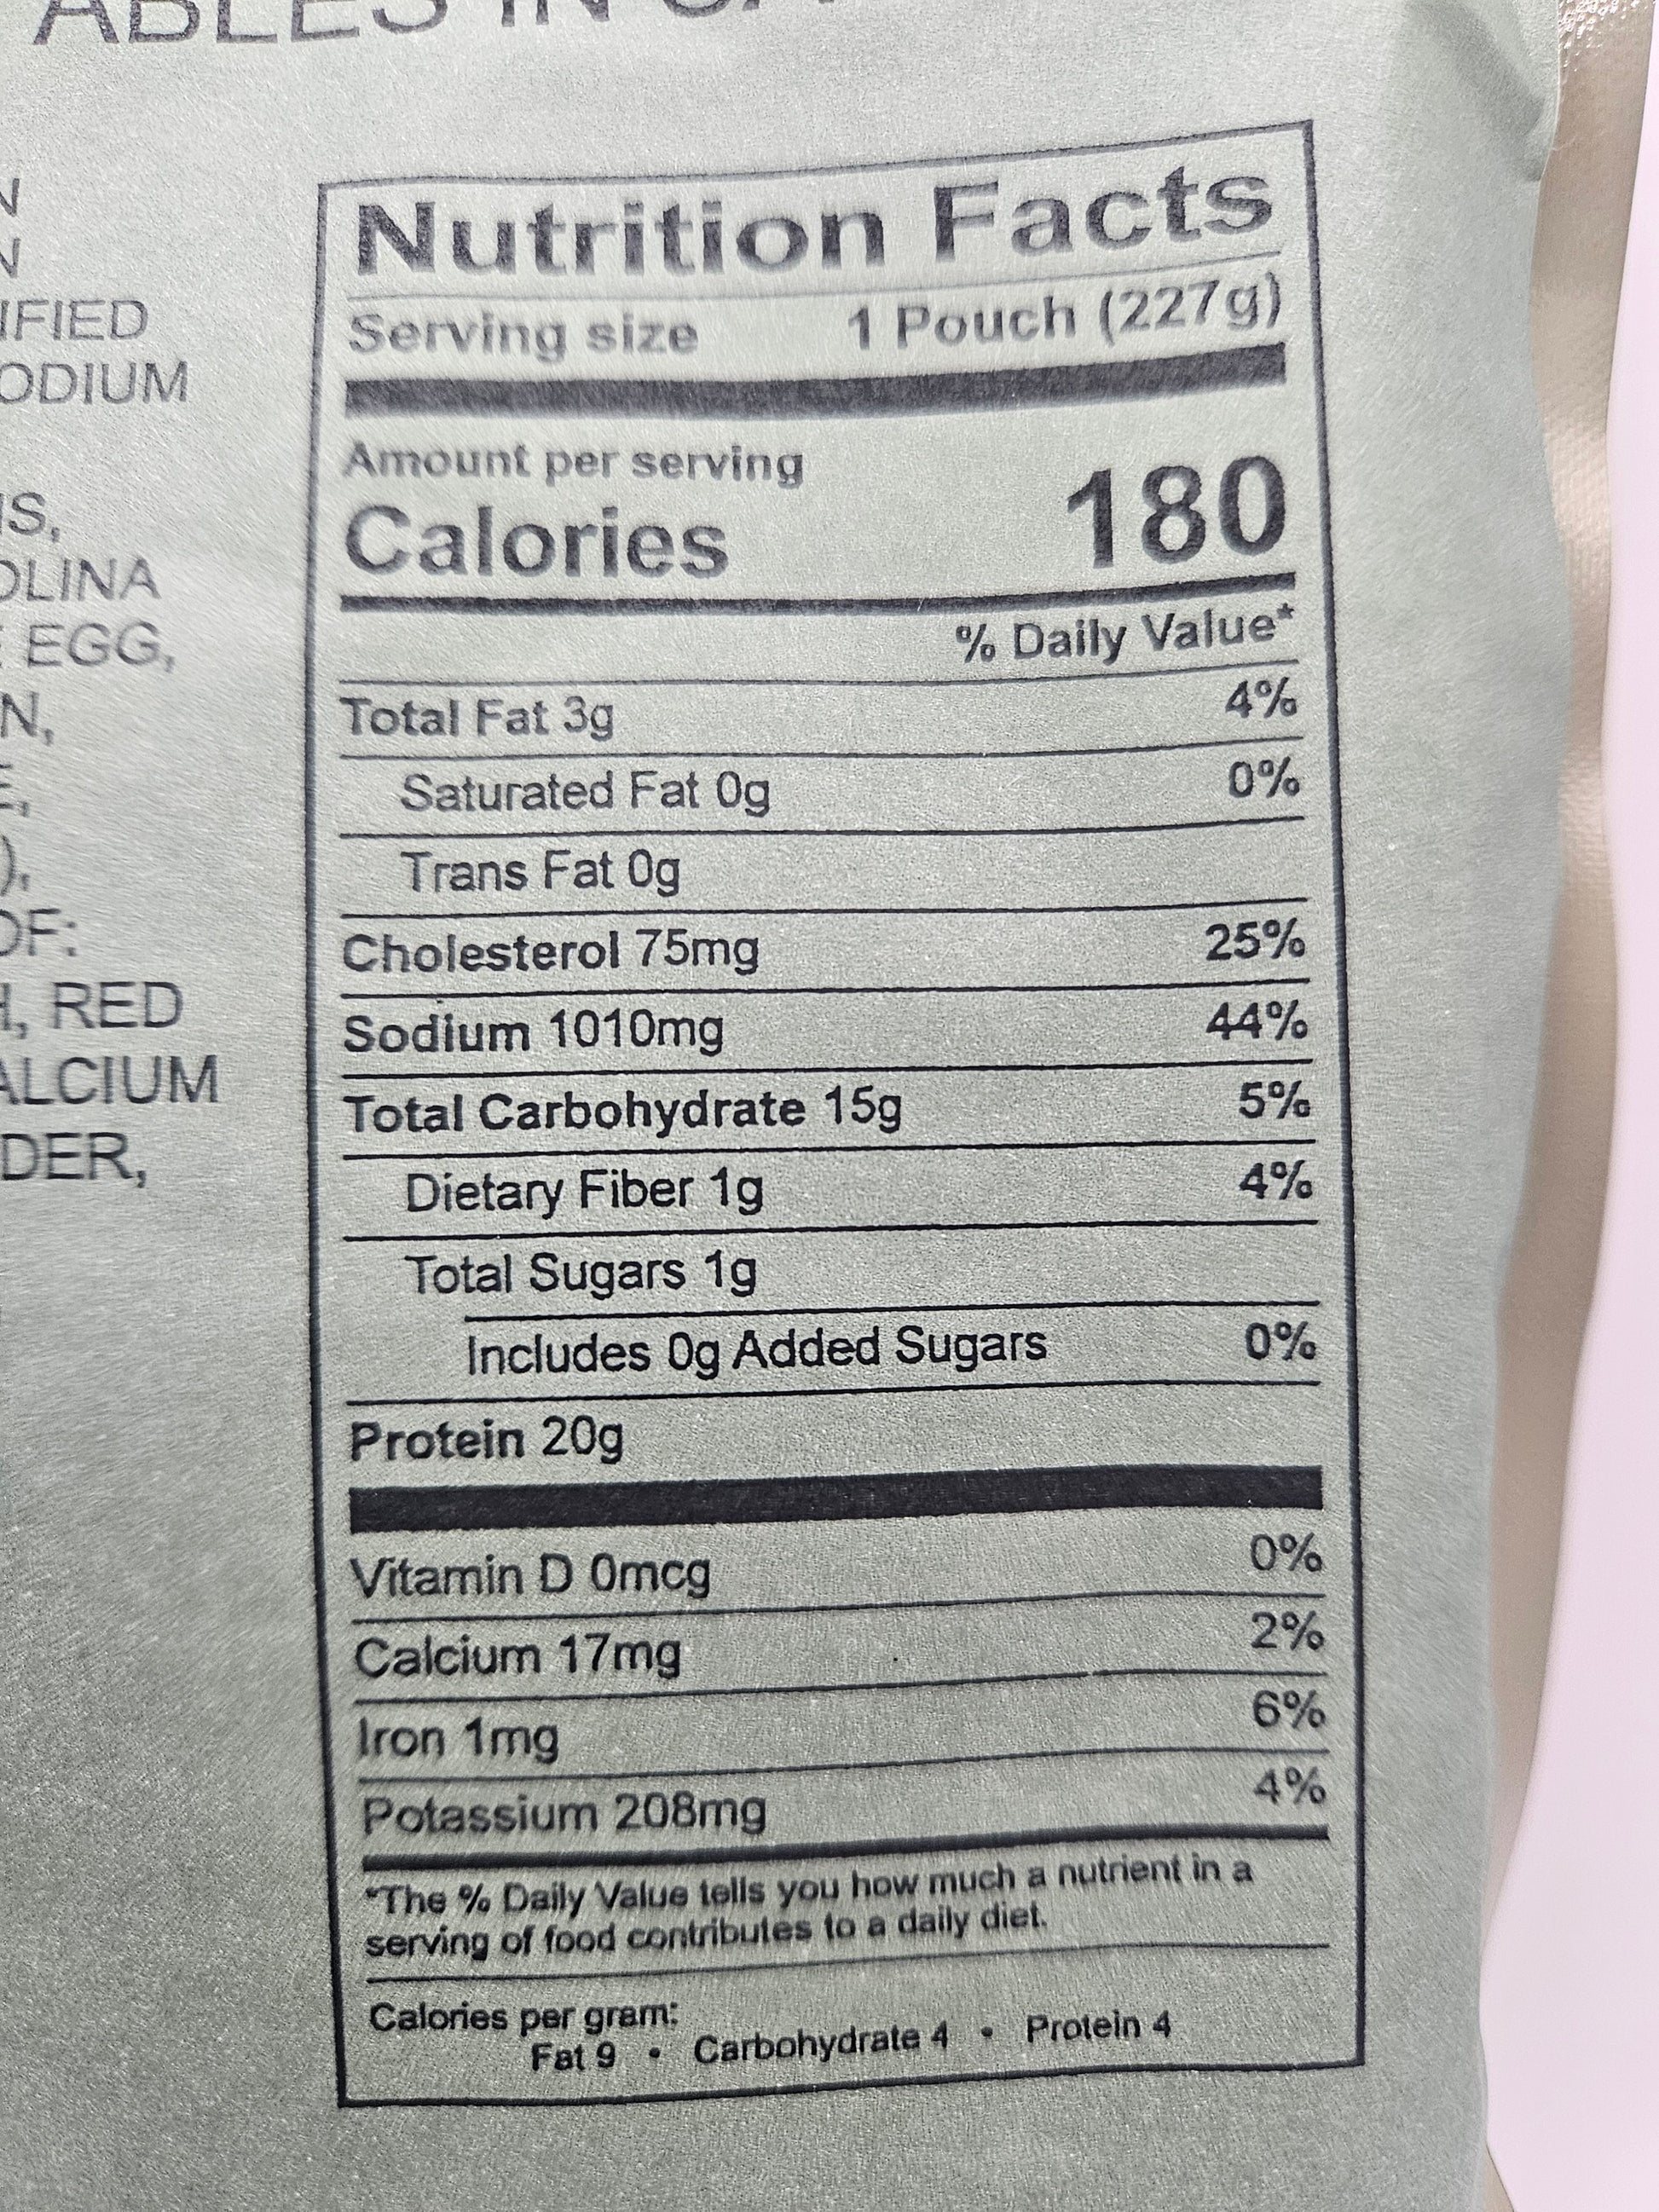 ABLES IN
IFIED
ODIUM
IS,
OLINA
EGG,
N,
E,
),
OF:
H, RED
ALCIUM
DER,
Nutrition Facts
Serving size 1 Pouch (227g)
Amount per serving
Calories 180
% Daily Value*
Total Fat 3g 4%
Saturated Fat 0g 0%
Trans Fat 0g
Cholesterol 75mg 25%
Sodium 1010mg 44%
Total Carbohydrate 15g 5%
Dietary Fiber 1g 4%
Total Sugars 1g
Includes 0g Added Sugars 0%
Protein 20g
Vitamin D 0mcg 0%
Calcium 17mg 2%
Iron 1mg 6%
Potassium 208mg 4%
*The % Daily Value tells you how much a nutrient in a
serving of food contributes to a daily diet.
Calories per gram:
Fat 9 • Carbohydrate 4 • Protein 4